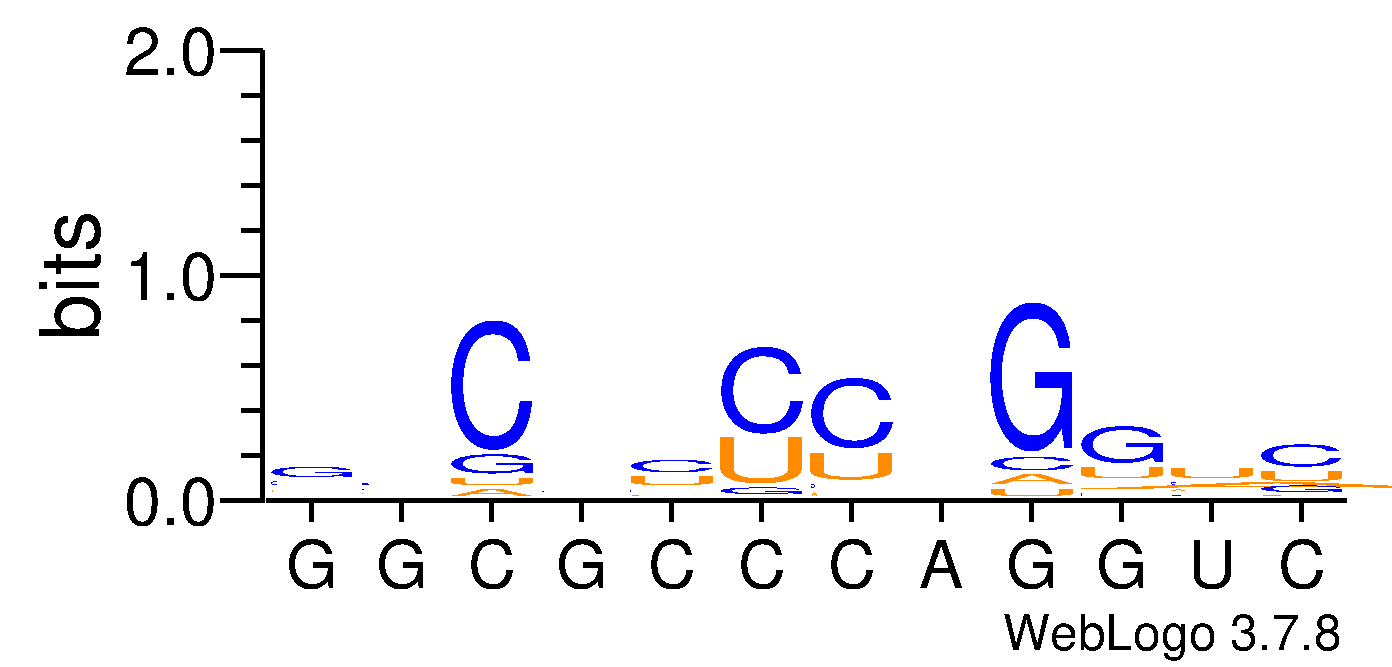 2.0
bits
1.0
0.0
C G U A
C U
C U G
C U
G C A U
G U
U
C U G
G G C G C C C A G G U C
WebLogo 3.7.8